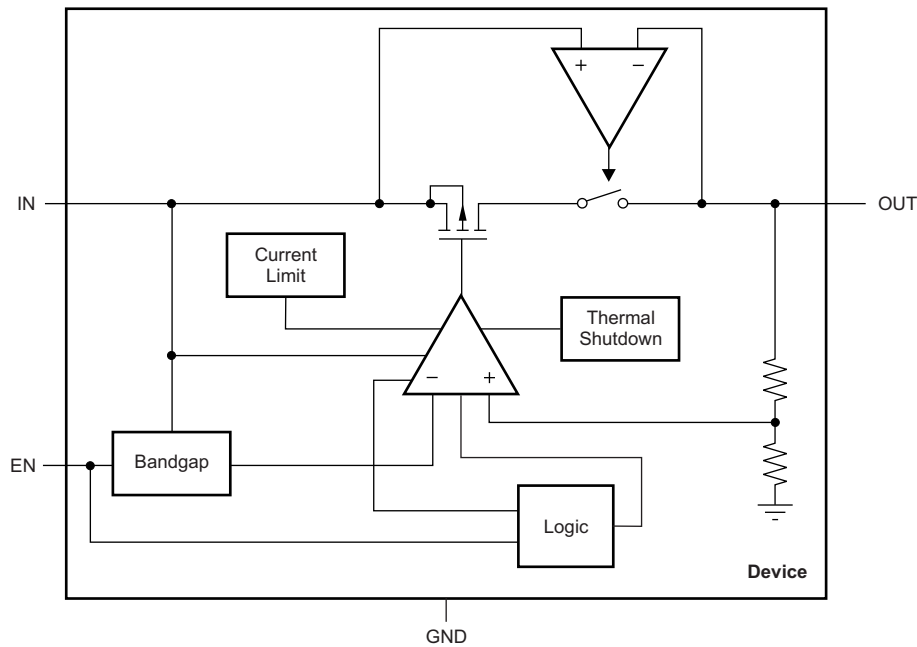 + −
IN
OUT
Current
Limit
Thermal
Shutdown
− +
EN
Bandgap
Logic
Device
GND